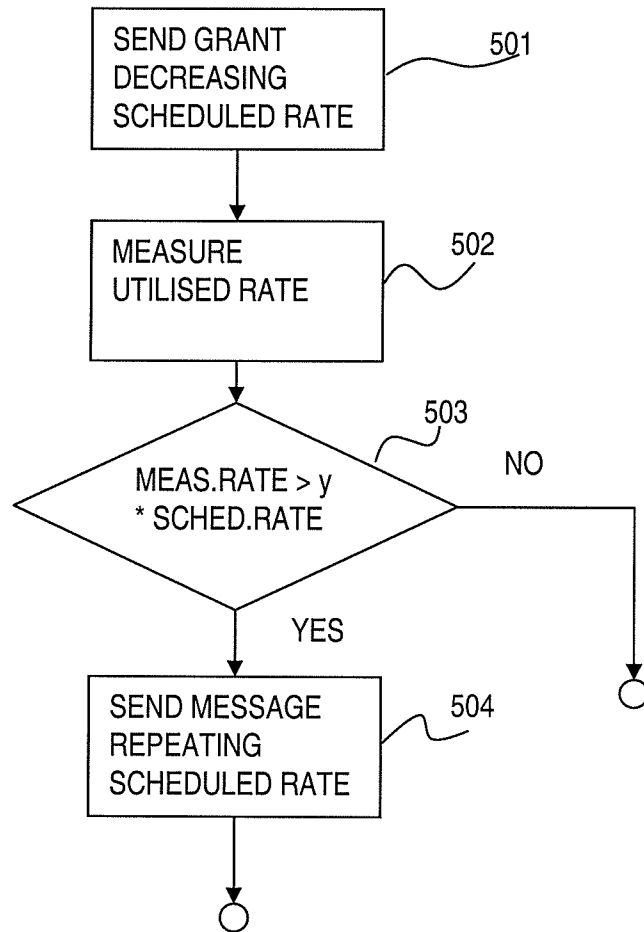 SEND GRANT
DECREASING
SCHEDULED RATE
501
MEASURE
UTILISED RATE
502
503
MEAS.RATE > y
* SCHED.RATE
NO
YES
SEND MESSAGE
REPEATING
SCHEDULED RATE
504